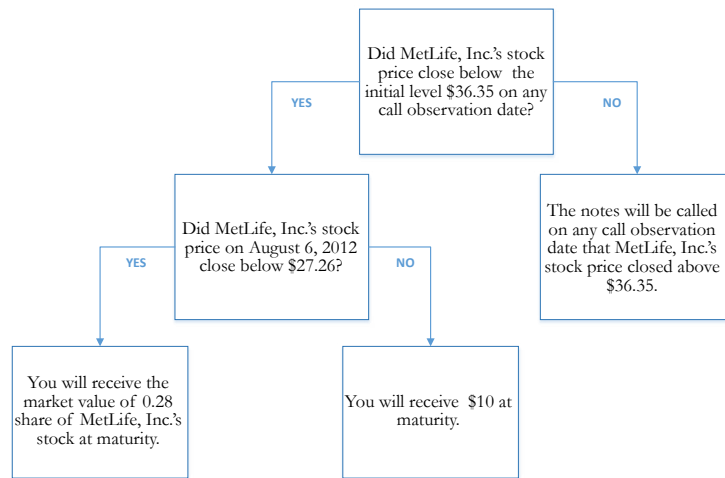 Did MetLife, Inc.'s stock
price close below the
initial level $36.35 on any
call observation date?
YES
NO
Did MetLife, Inc.'s stock
price on August 6, 2012
close below $27.26?
The notes will be called
on any call observation
date that MetLife, Inc.'s
stock price closed above
$36.35.
YES
NO
You will receive the
market value of 0.28
share of MetLife, Inc.'s
stock at maturity.
You will receive $10 at
maturity.